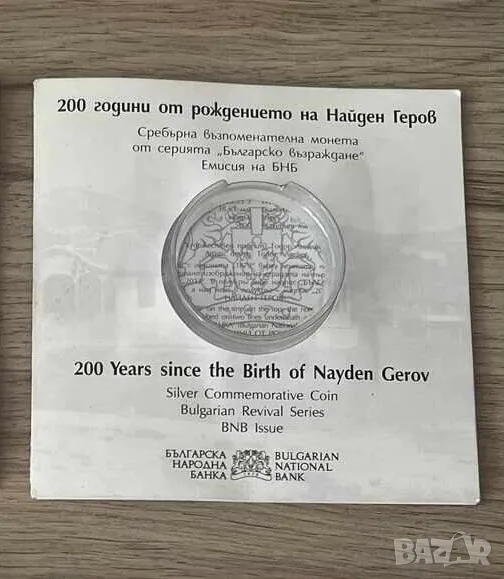 200 години от рождението на Найден Геров
Сребърна възпоменателна монета
от серията „Българско възраждане“
Емисия на БНБ
200 Years since the Birth of Nayden Gerov
Silver Commemorative Coin
Bulgarian Revival Series
BNB Issue
БЪЛГАРСКА
НАРОДНА
БАНКА
BULGARIAN
NATIONAL
BANK
BAZAR